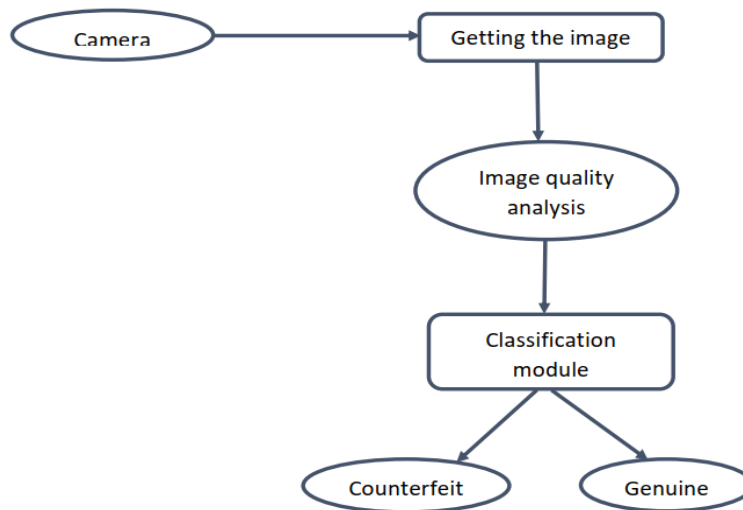 Camera
Getting the image
Image quality
analysis
Classification
module
Counterfeit
Genuine